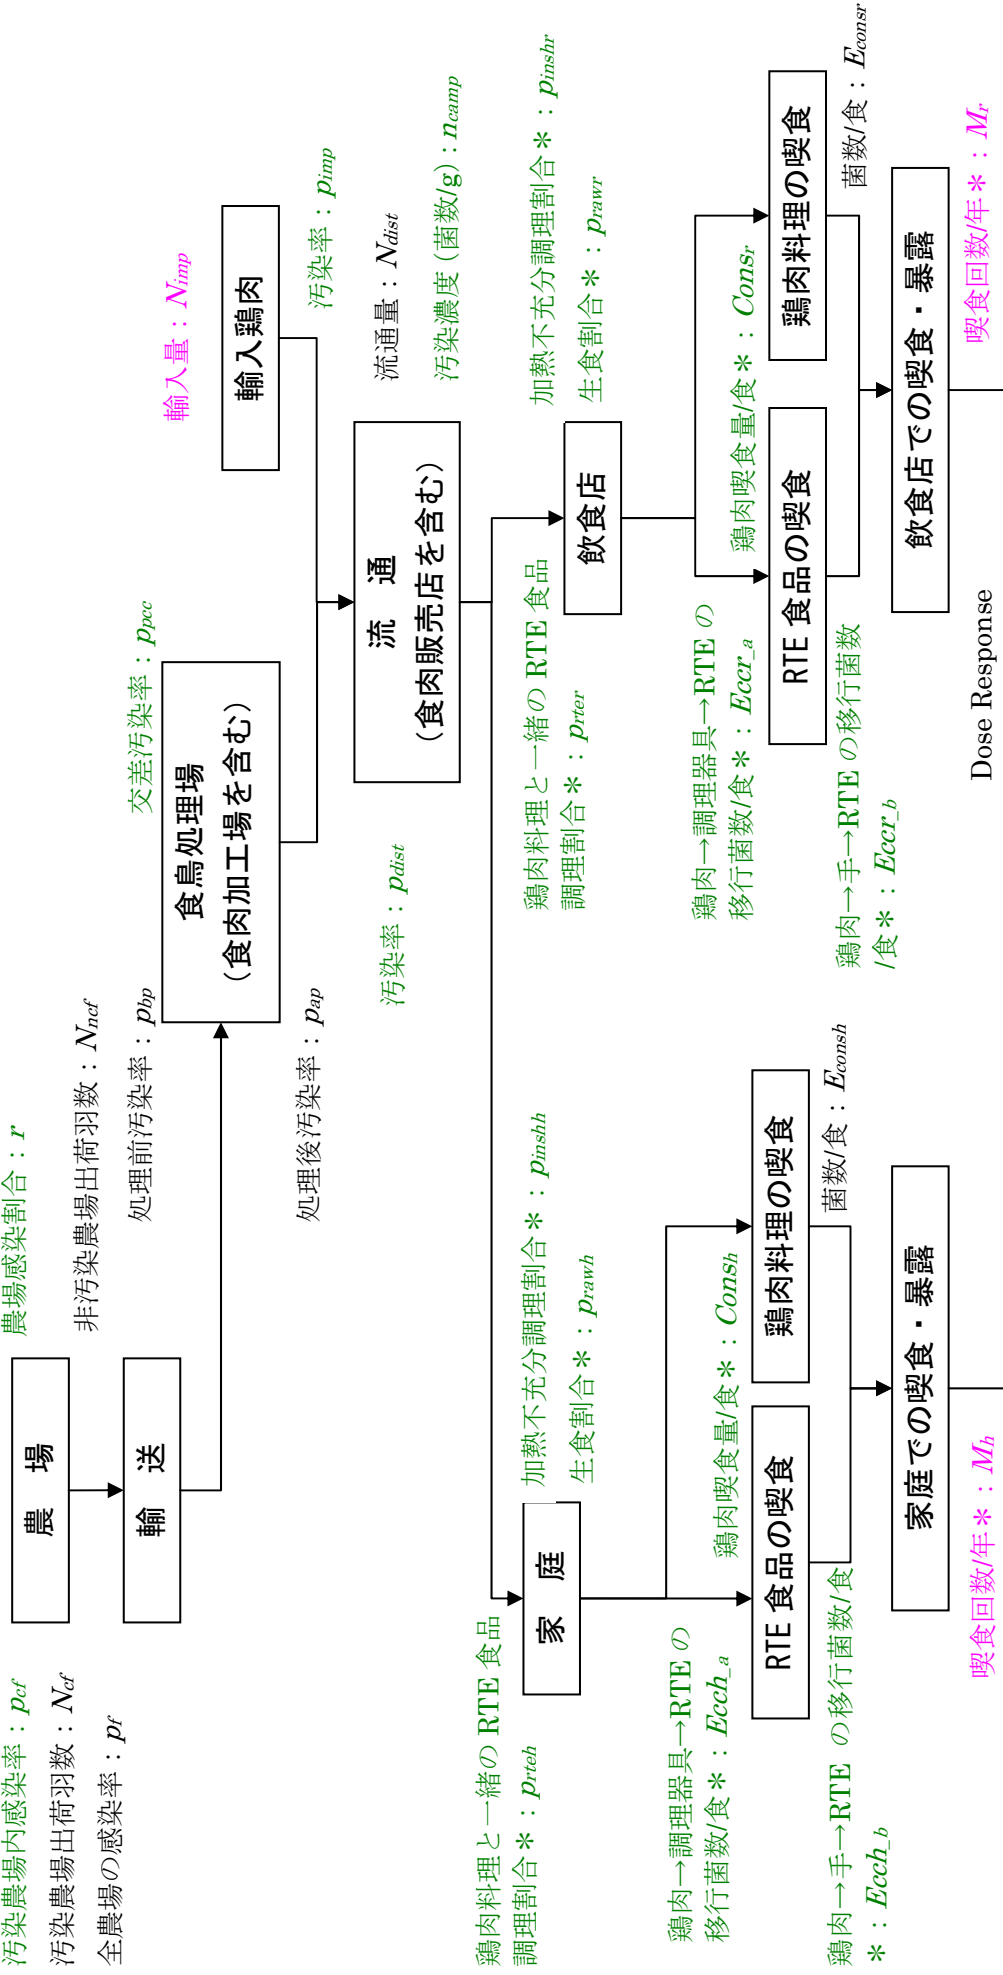 汚染農場内感染率：pcf
汚染農場出荷羽数：Ncf
全農場の感染率：pf
農　場
農場感染割合：r
輸　送
非汚染農場出荷羽数：Nncf
処理前汚染率：pbp
交差汚染率：ppcc
食鳥処理場
（食肉加工場を含む）
処理後汚染率：pap
輸入量：Nimp
輸入鶏肉
汚染率：pimp
流　通
（食肉販売店を含む）
汚染率：pdist
流通量：Ndist
汚染濃度（菌数/g）：ncamp
鶏肉料理と一緒の RTE 食品
調理割合＊：prteh
家　庭
加熱不充分調理割合＊：pinshh
生食割合＊：prawh
鶏肉料理と一緒の RTE 食品
調理割合＊：prter
飲食店
加熱不充分調理割合＊：pinshr
生食割合＊：prawr
鶏肉→調理器具→RTE の
移行菌数/食＊：Ecch_a
鶏肉喫食量/食＊：Consh
RTE 食品の喫食
鶏肉料理の喫食
鶏肉→手→RTE の移行菌数/食
＊：Ecch_b
菌数/食：Econsh
鶏肉→調理器具→RTE の
移行菌数/食＊：Eccr_a
鶏肉喫食量/食＊：Consr
RTE 食品の喫食
鶏肉料理の喫食
鶏肉→手→RTE の移行菌数
/食＊：Eccr_b
菌数/食：Econsr
家庭での喫食・暴露
喫食回数/年＊：Mh
飲食店での喫食・暴露
喫食回数/年＊：Mr
Dose Response